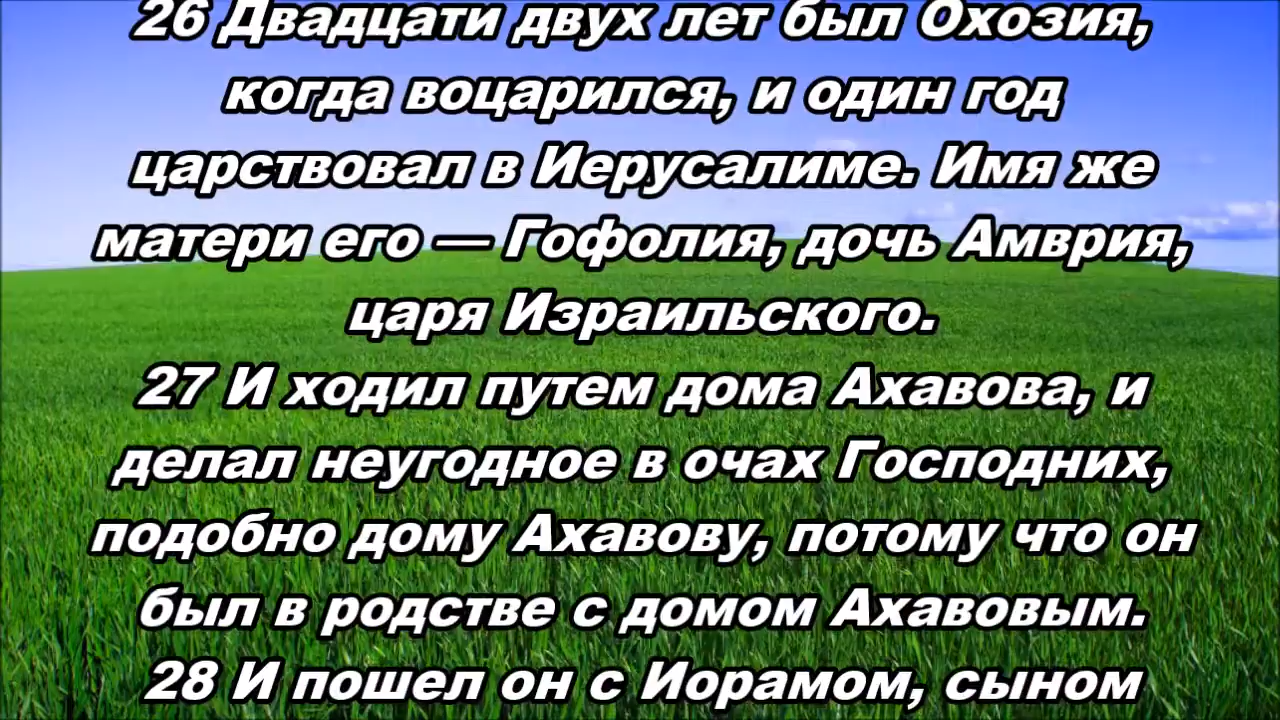 26 Двадцати двух лет был Охозия,
когда воцарился, и один год
царствовал в Иерусалиме. Имя же
матери его — Гофолия, дочь Амврия,
царя Израильского.
27 И ходил путем дома Ахавова, и
делал неугодное в очах Господних,
подобно дому Ахавову, потому что он
был в родстве с домом Ахавовым.
28 И пошел он с Иорамом, сыном